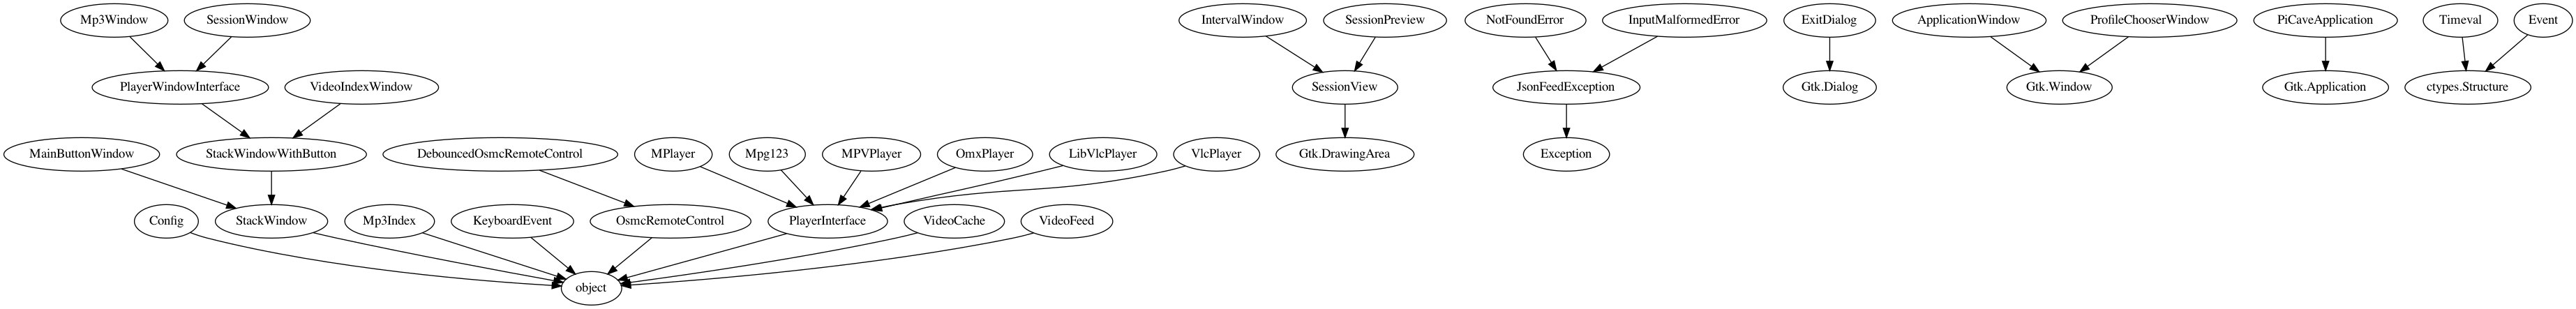 Mp3Window
SessionWindow
IntervalWindow
SessionPreview
NotFoundError
InputMalformedError
ExitDialog
ApplicationWindow
ProfileChooserWindow
PiCaveApplication
Timeval
Event
PlayerWindowInterface
VideoIndexWindow
SessionView
JsonFeedException
Gtk.Dialog
Gtk.Window
Gtk.Application
ctypes.Structure
MainButtonWindow
StackWindowWithButton
DebouncedOsmcRemoteControl
MPlayer
Mpg123
MPVPlayer
OmxPlayer
LibVlcPlayer
VlcPlayer
Gtk.DrawingArea
Exception
Config
StackWindow
Mp3Index
KeyboardEvent
OsmcRemoteControl
PlayerInterface
VideoCache
VideoFeed
object